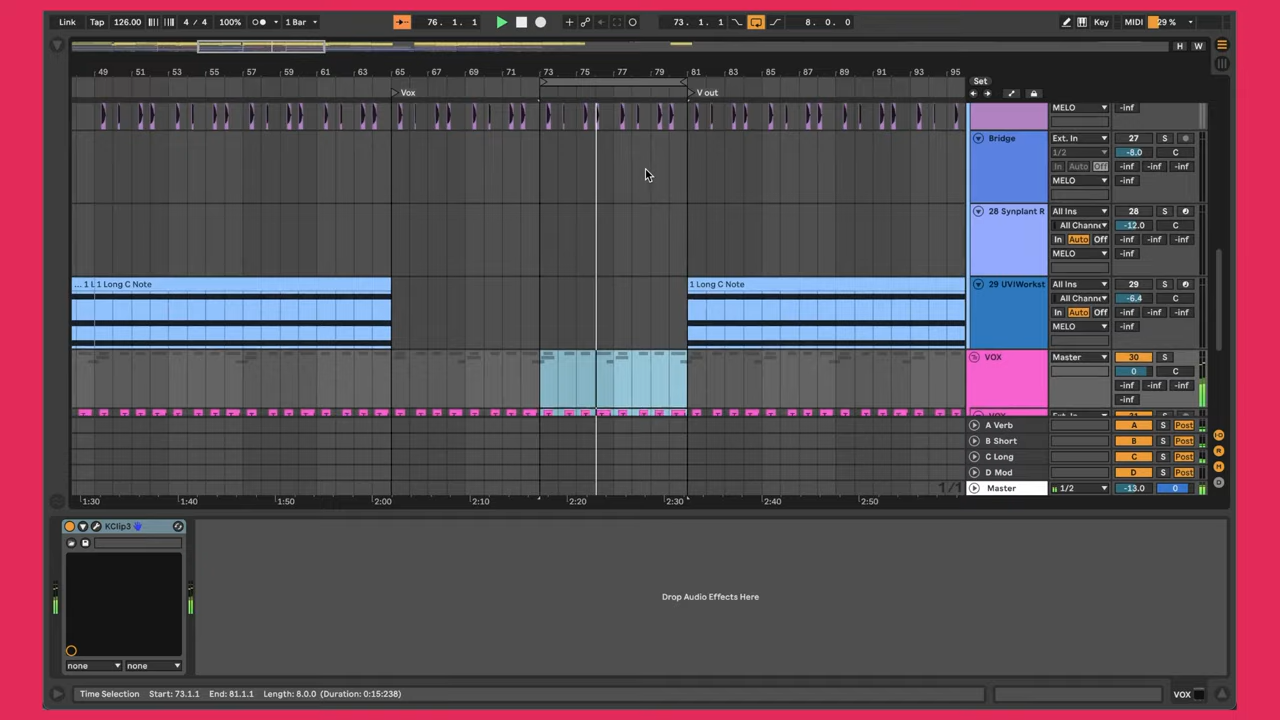 Link Tap 126.00 4 / 4 100% 1 Bar 76. 1. 1 73. 1. 1 8. 0. 0 Key MIDI 29 %
H W
49 51 53 55 57 59 61 63 65 67 69 71 73 75 77 79 81 83 85 87 89 91 93 95 Set
Vox V out
MELO -inf
Bridge Ext. In 27 S
1/2 -8.0 C
In Auto Off -inf -inf -inf
MELO -inf
28 Synplant R All Ins 28 S
All Channe -12.0 C
In Auto Off -inf -inf -inf
MELO -inf
... 1 L 1 Long C Note 1 Long C Note 29 UVIWorkst All Ins 29 S
All Channe -6.4 C
In Auto Off -inf -inf -inf
MELO -inf
VOX Master 30 S
0 C
-inf -inf -inf
-inf
A Verb A S Post
B Short B S Post
C Long C S Post
D Mod D S Post
1/1 Master 1/2 -13.0 0
1:30 1:40 1:50 2:00 2:10 2:20 2:30 2:40 2:50
KClip3
Drop Audio Effects Here
none none
Time Selection Start: 73.1.1 End: 81.1.1 Length: 8.0.0 (Duration: 0:15:238) VOX